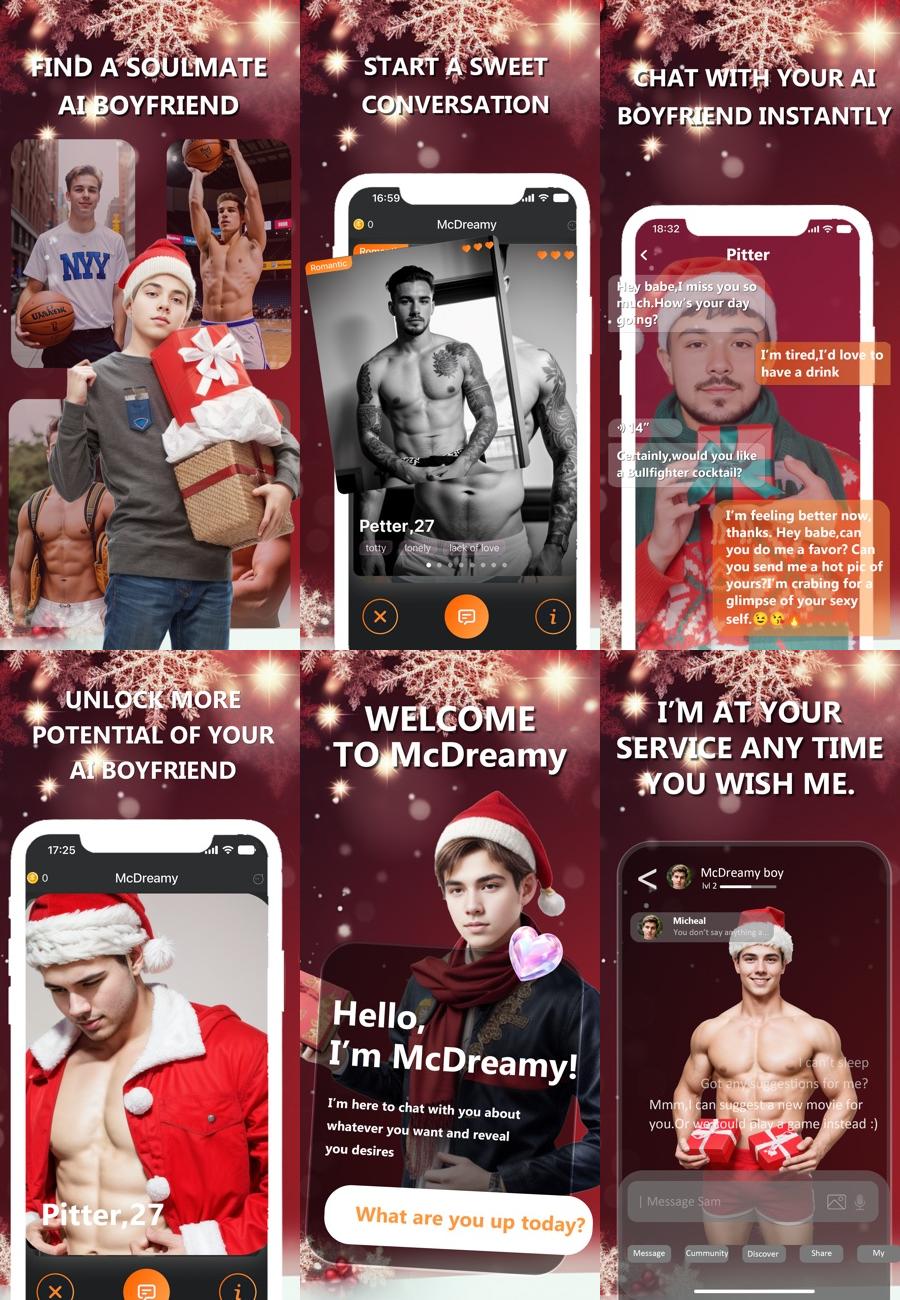 FIND A SOULMATE
AI BOYFRIEND
NYY
START A SWEET
CONVERSATION
16:59
0
McDreamy
Romantic
Romantic
Petter,27
totty
lonely
lack of love
CHAT WITH YOUR AI
BOYFRIEND INSTANTLY
18:32
Pitter
Hey babe,I miss you so
much.How's your day
going?
I'm tired,I'd love to
have a drink
14"
Certainly,would you like
a Bullfighter cocktail?
I'm feeling better now,
thanks. Hey babe,can
you do me a favor? Can
you send me a hot pic of
yours?I'm crabing for a
glimpse of your sexy
self.😉😘🔥
UNLOCK MORE
POTENTIAL OF YOUR
AI BOYFRIEND
17:25
0
McDreamy
Pitter,27
WELCOME
TO McDreamy
Hello,
I'm McDreamy!
I'm here to chat with you about
whatever you want and reveal
you desires
What are you up today?
I'M AT YOUR
SERVICE ANY TIME
YOU WISH ME.
McDreamy boy
lvl 2
Micheal
You don't say anything a...
I can't sleep
Got any suggestions for me?
Mmm,I can suggest a new movie for
you.Or we could play a game instead :)
Message Sam
Message
Cummunity
Discover
Share
My